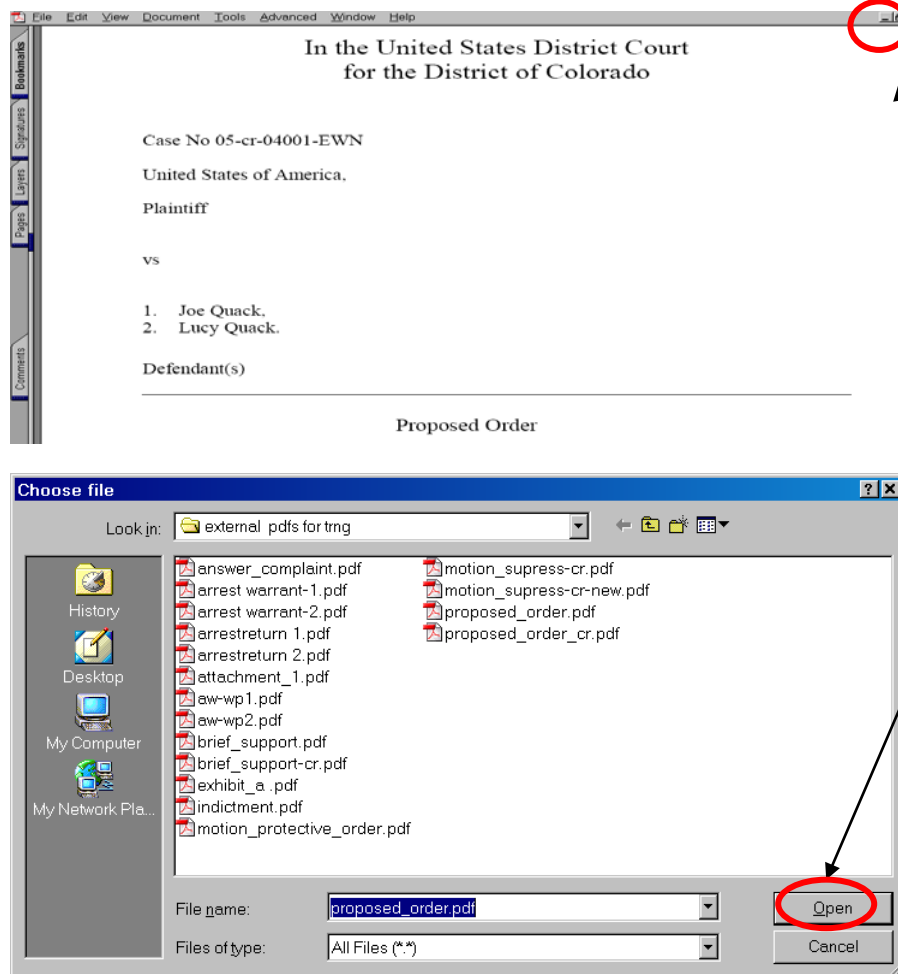 File Edit View Document Tools Advanced Window Help
Bookmarks
Signatures
Layers
Pages
Comments
In the United States District Court
for the District of Colorado
Case No 05-cr-04001-EWN
United States of America,
Plaintiff
vs
1. Joe Quack,
2. Lucy Quack.
Defendant(s)
Proposed Order
Choose file
Look in: external pdfs for trng
History
Desktop
My Computer
My Network Pla...
answer_complaint.pdf
arrest warrant-1.pdf
arrest warrant-2.pdf
arrestreturn 1.pdf
arrestreturn 2.pdf
attachment_1.pdf
aw-wp1.pdf
aw-wp2.pdf
brief_support.pdf
brief_support-cr.pdf
exhibit_a .pdf
indictment.pdf
motion_protective_order.pdf
motion_supress-cr.pdf
motion_supress-cr-new.pdf
proposed_order.pdf
proposed_order_cr.pdf
File name: proposed_order.pdf Open
Files of type: All Files (*.*) Cancel